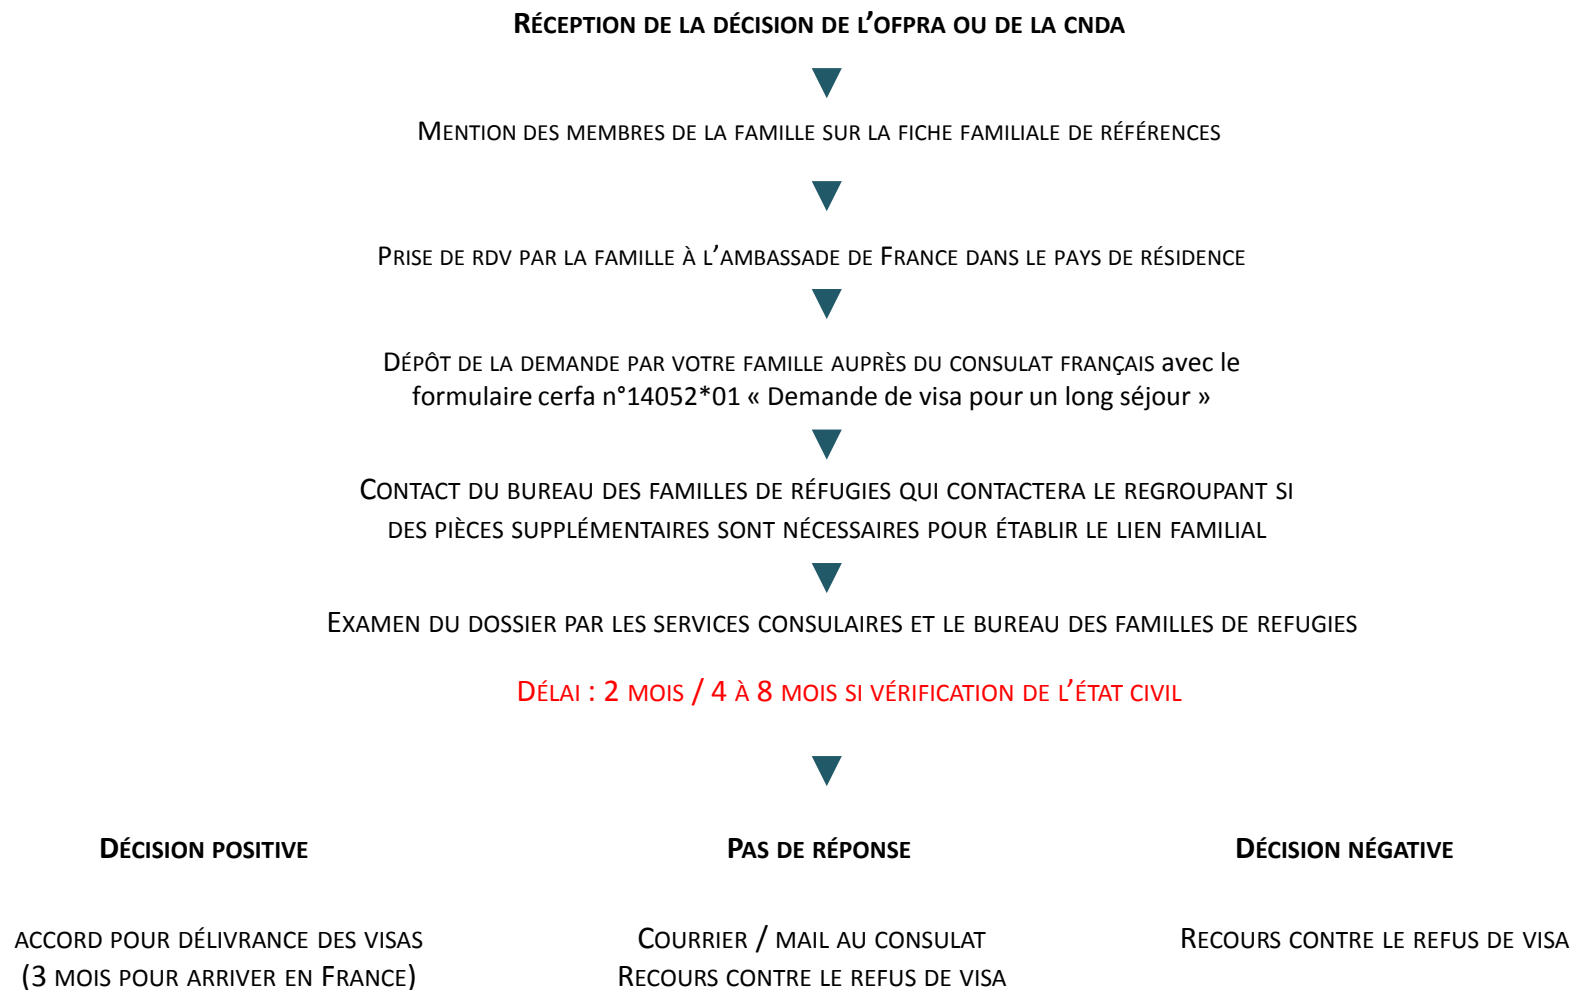 RÉCEPTION DE LA DÉCISION DE L'OFPRA OU DE LA CNDA
MENTION DES MEMBRES DE LA FAMILLE SUR LA FICHE FAMILIALE DE RÉFÉRENCES
PRISE DE RDV PAR LA FAMILLE À L'AMBASSADE DE FRANCE DANS LE PAYS DE RÉSIDENCE
DÉPÔT DE LA DEMANDE PAR VOTRE FAMILLE AUPRÈS DU CONSULAT FRANÇAIS avec le
formulaire cerfa n°14052*01 « Demande de visa pour un long séjour »
CONTACT DU BUREAU DES FAMILLES DE RÉFUGIES QUI CONTACTERA LE REGROUPANT SI
DES PIÈCES SUPPLÉMENTAIRES SONT NÉCESSAIRES POUR ÉTABLIR LE LIEN FAMILIAL
EXAMEN DU DOSSIER PAR LES SERVICES CONSULAIRES ET LE BUREAU DES FAMILLES DE REFUGIES
DÉLAI : 2 MOIS / 4 À 8 MOIS SI VÉRIFICATION DE L'ÉTAT CIVIL
DÉCISION POSITIVE
ACCORD POUR DÉLIVRANCE DES VISAS
(3 MOIS POUR ARRIVER EN FRANCE)
PAS DE RÉPONSE
COURRIER / MAIL AU CONSULAT
RECOURS CONTRE LE REFUS DE VISA
DÉCISION NÉGATIVE
RECOURS CONTRE LE REFUS DE VISA